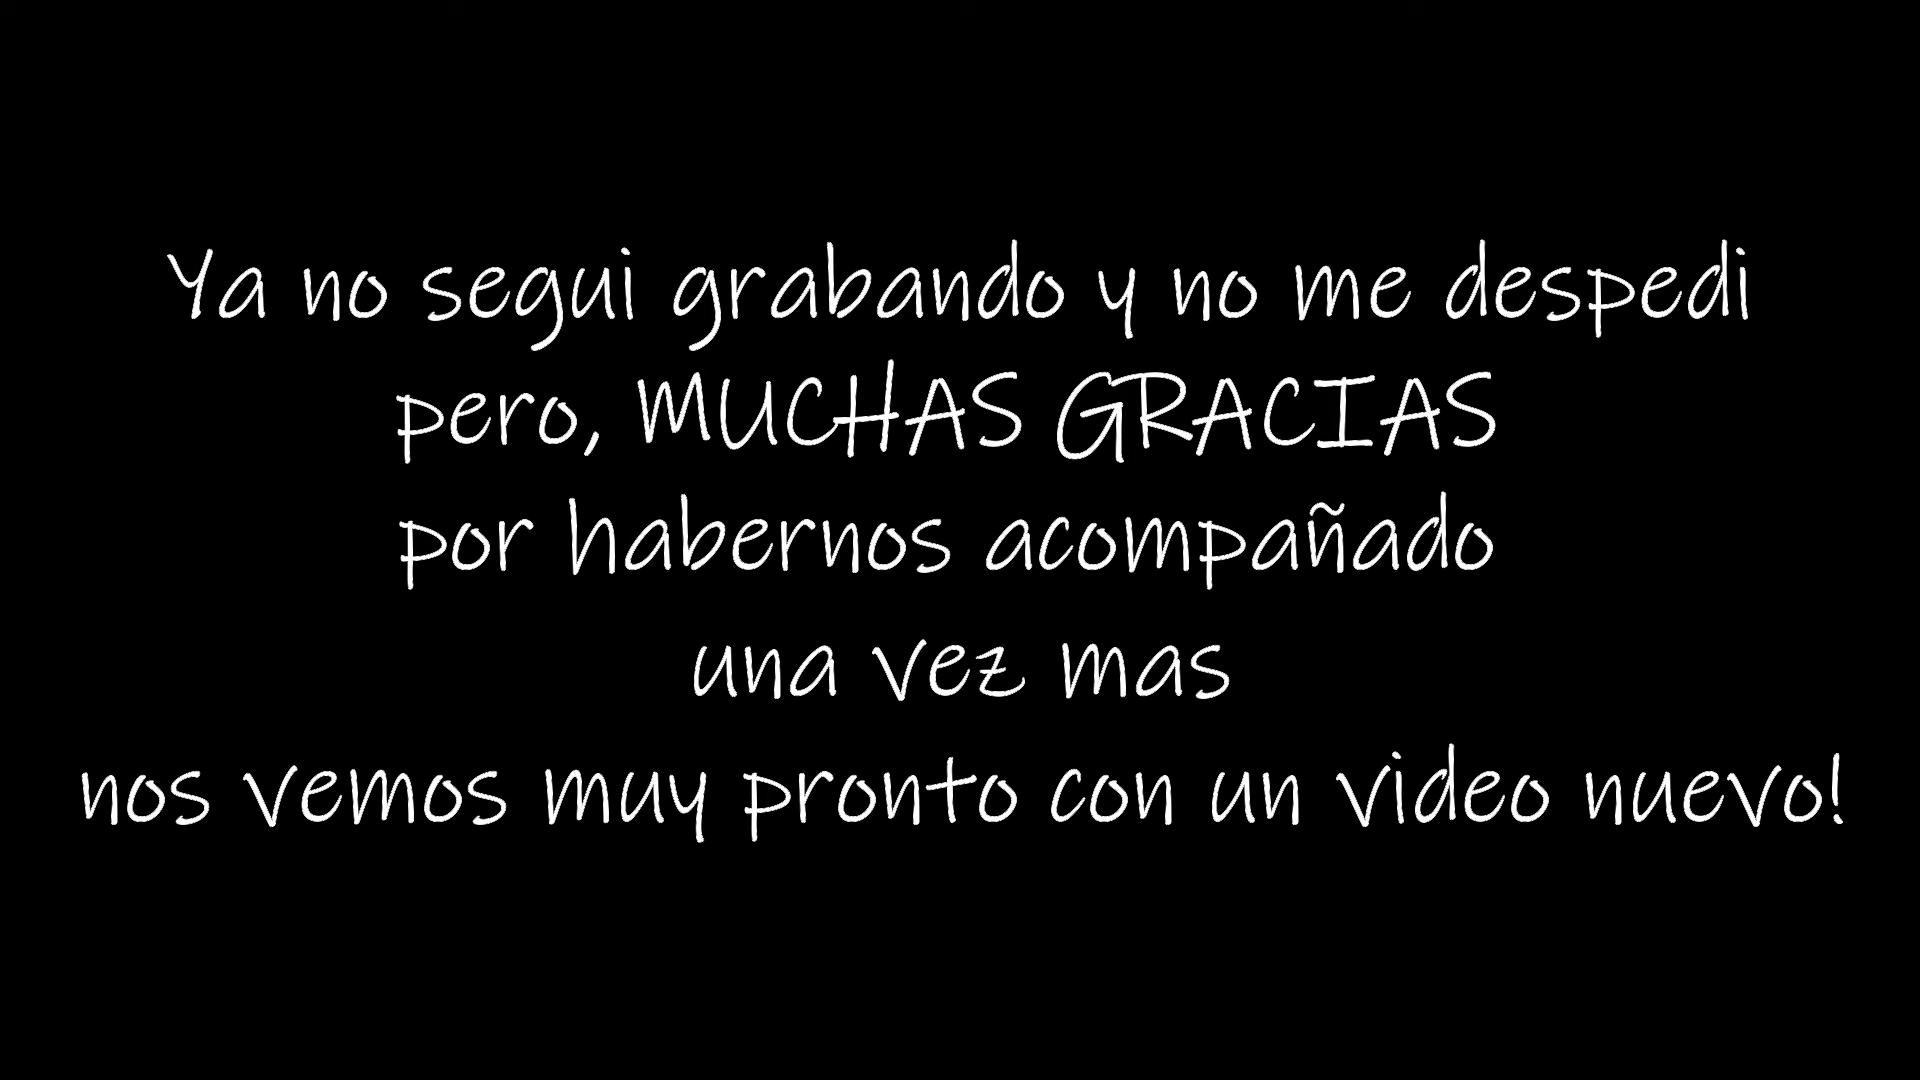 Ya no segui grabando y no me despedi
pero, MUCHAS GRACIAS
por habernos acompañado
una vez mas
nos vemos muy pronto con un video nuevo!